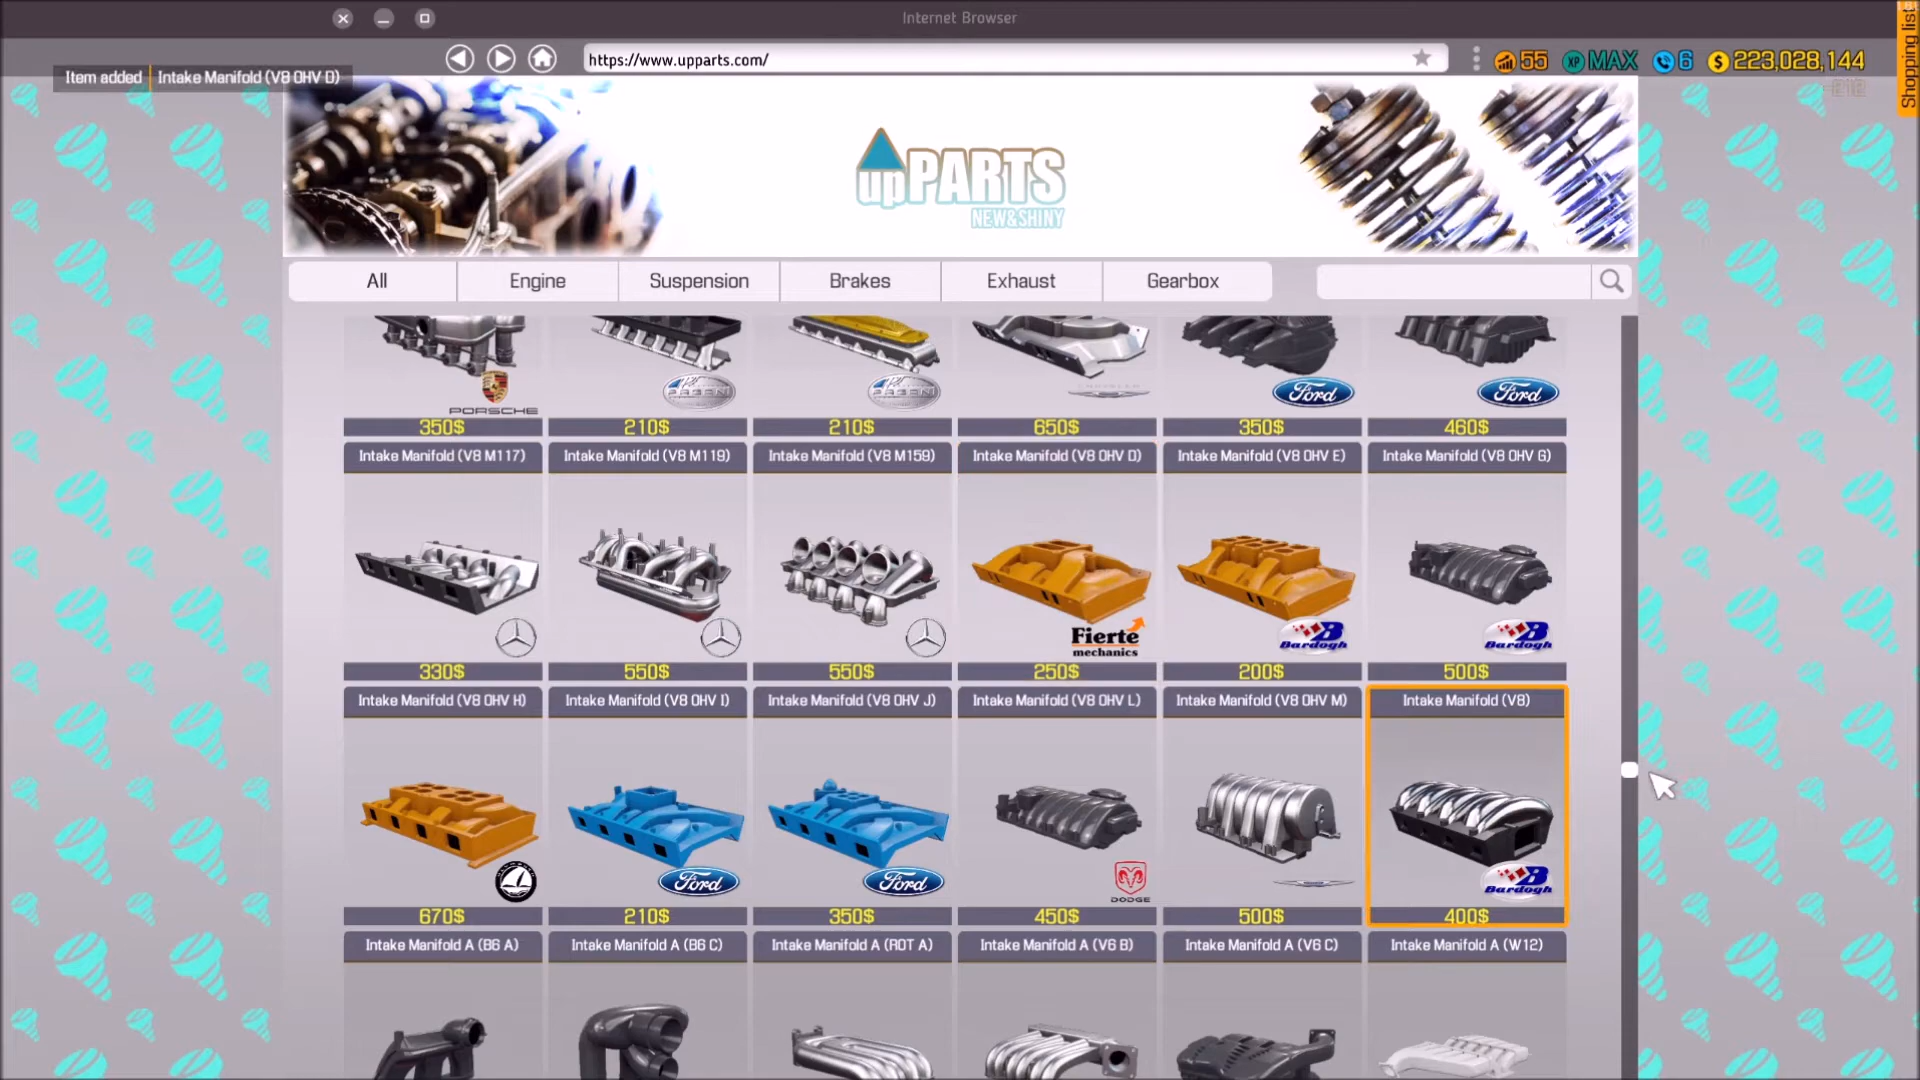 Internet Browser
https://www.upparts.com/
55
MAX
6
223,028,144
Shopping list
Item added
Intake Manifold (V8 OHV D)
upPARTS
NEW&SHINY
All
Engine
Suspension
Brakes
Exhaust
Gearbox
PORSCHE
PAGANI
PAGANI
CHRYSLER
Ford
Ford
350$
210$
210$
650$
350$
460$
Intake Manifold (V8 M117)
Intake Manifold (V8 M119)
Intake Manifold (V8 M159)
Intake Manifold (V8 OHV D)
Intake Manifold (V8 OHV E)
Intake Manifold (V8 OHV G)
Fierte
mechanics
Bardogh
Bardogh
330$
550$
550$
250$
200$
500$
Intake Manifold (V8 OHV H)
Intake Manifold (V8 OHV I)
Intake Manifold (V8 OHV J)
Intake Manifold (V8 OHV L)
Intake Manifold (V8 OHV M)
Intake Manifold (V8)
Ford
Ford
DODGE
Bardogh
670$
210$
350$
450$
500$
400$
Intake Manifold A (B6 A)
Intake Manifold A (B6 C)
Intake Manifold A (ROT A)
Intake Manifold A (V6 B)
Intake Manifold A (V6 C)
Intake Manifold A (W12)